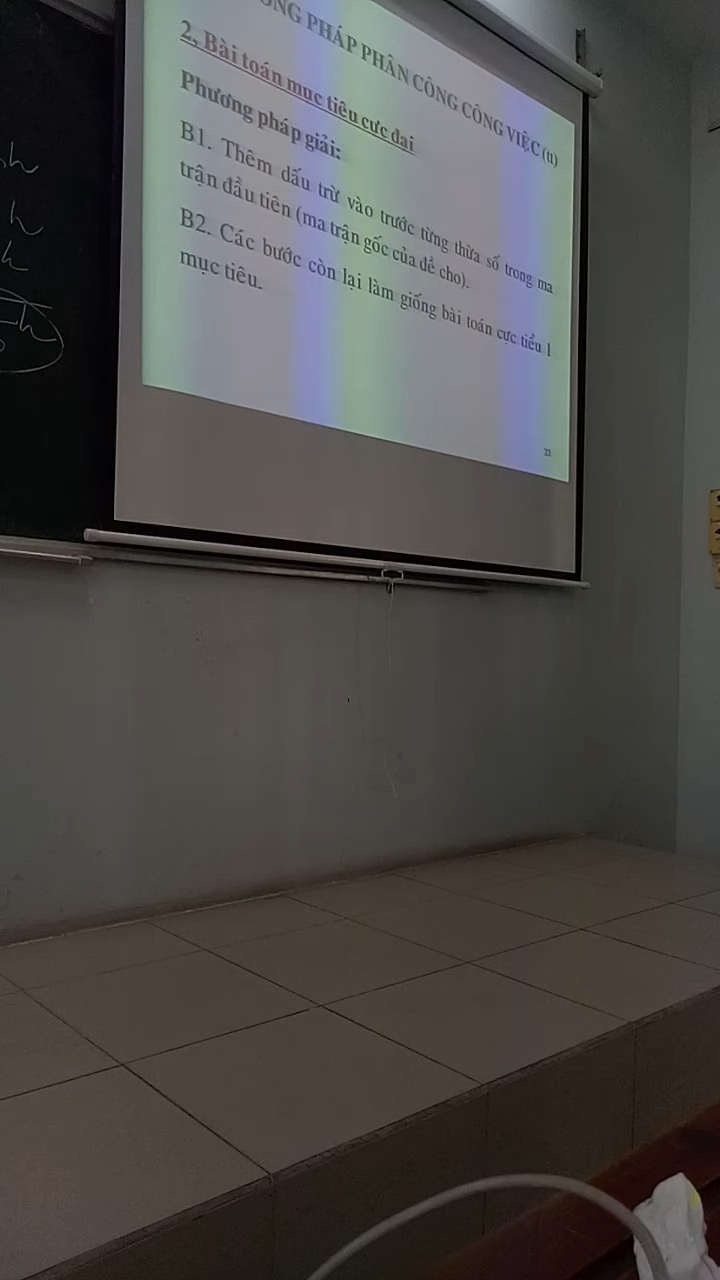 PHÁP PHÂN CÔNG CÔNG VIỆC (tt)
2, Bài toán mục tiêu cực đại
Phương pháp giải:
B1. Thêm dấu trừ vào trước từng thừa số trong ma
trận đầu tiên (ma trận gốc của đề cho).
B2. Các bước còn lại làm giống bài toán cực tiểu 1
mục tiêu.
h
h
h